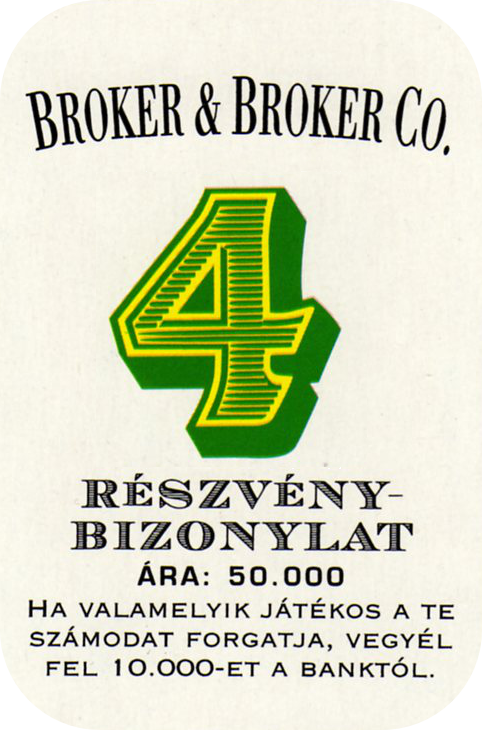 BROKER & BROKER CO.
4
RÉSZVÉNY-
BIZONYLAT
ÁRA: 50.000
HA VALAMELYIK JÁTÉKOS A TE
SZÁMODAT FORGATJA, VEGYÉL
FEL 10.000-ET A BANKTÓL.